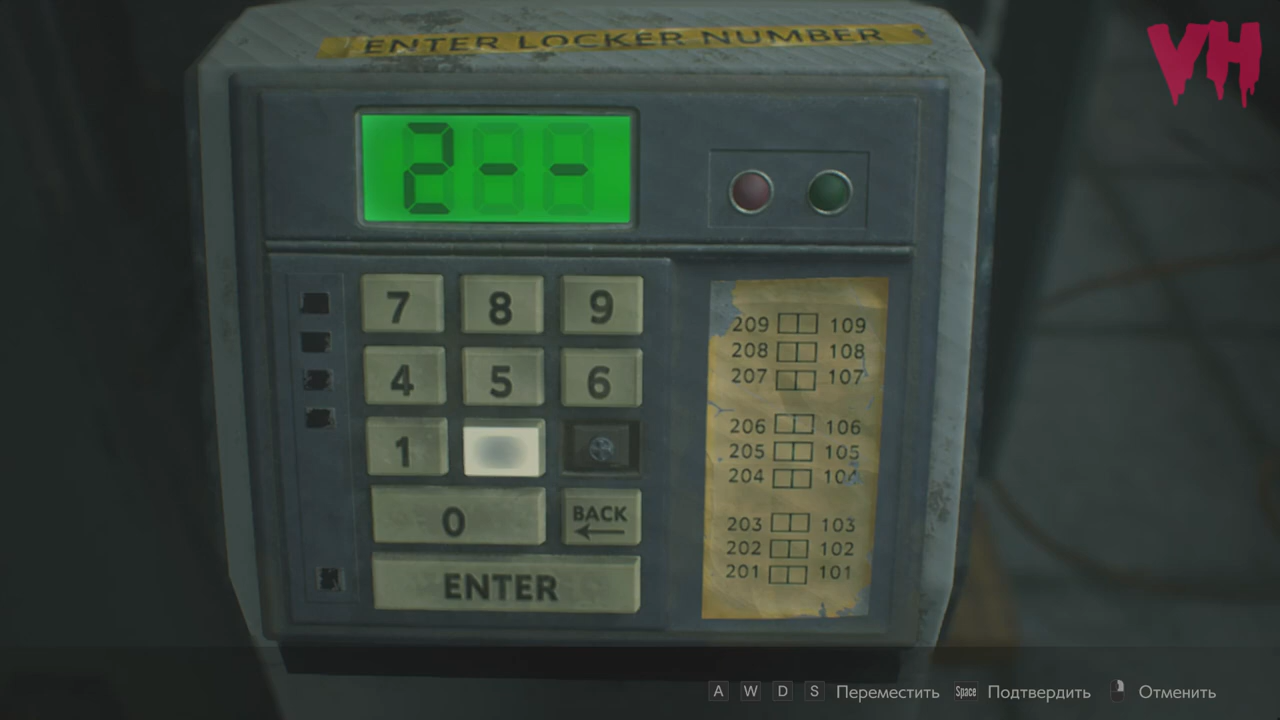 ENTER LOCKER NUMBER
VH
2--
7 8 9
4 5 6
1
0 BACK
ENTER
209 109
208 108
207 107
206 106
205 105
204 104
203 103
202 102
201 101
A W D S Переместить Space Подтвердить Отменить